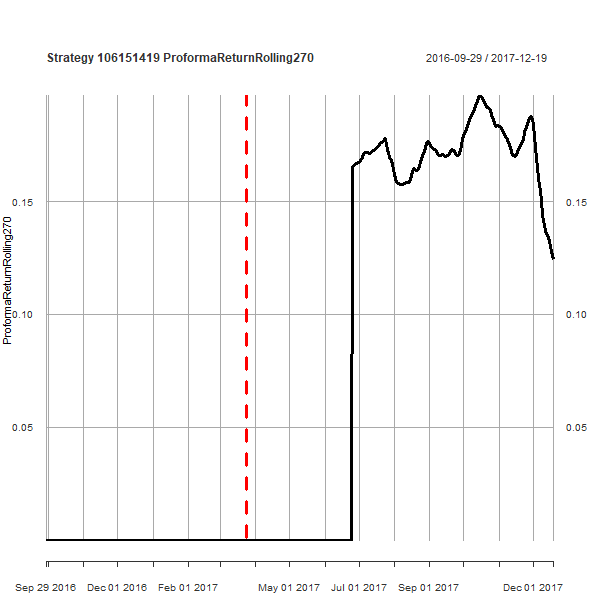 Strategy 106151419 ProformaReturnRolling270
2016-09-29 / 2017-12-19
ProformaReturnRolling270
0.15
0.10
0.05
0.15
0.10
0.05
Sep 29 2016
Dec 01 2016
Feb 01 2017
May 01 2017
Jul 01 2017
Sep 01 2017
Dec 01 2017